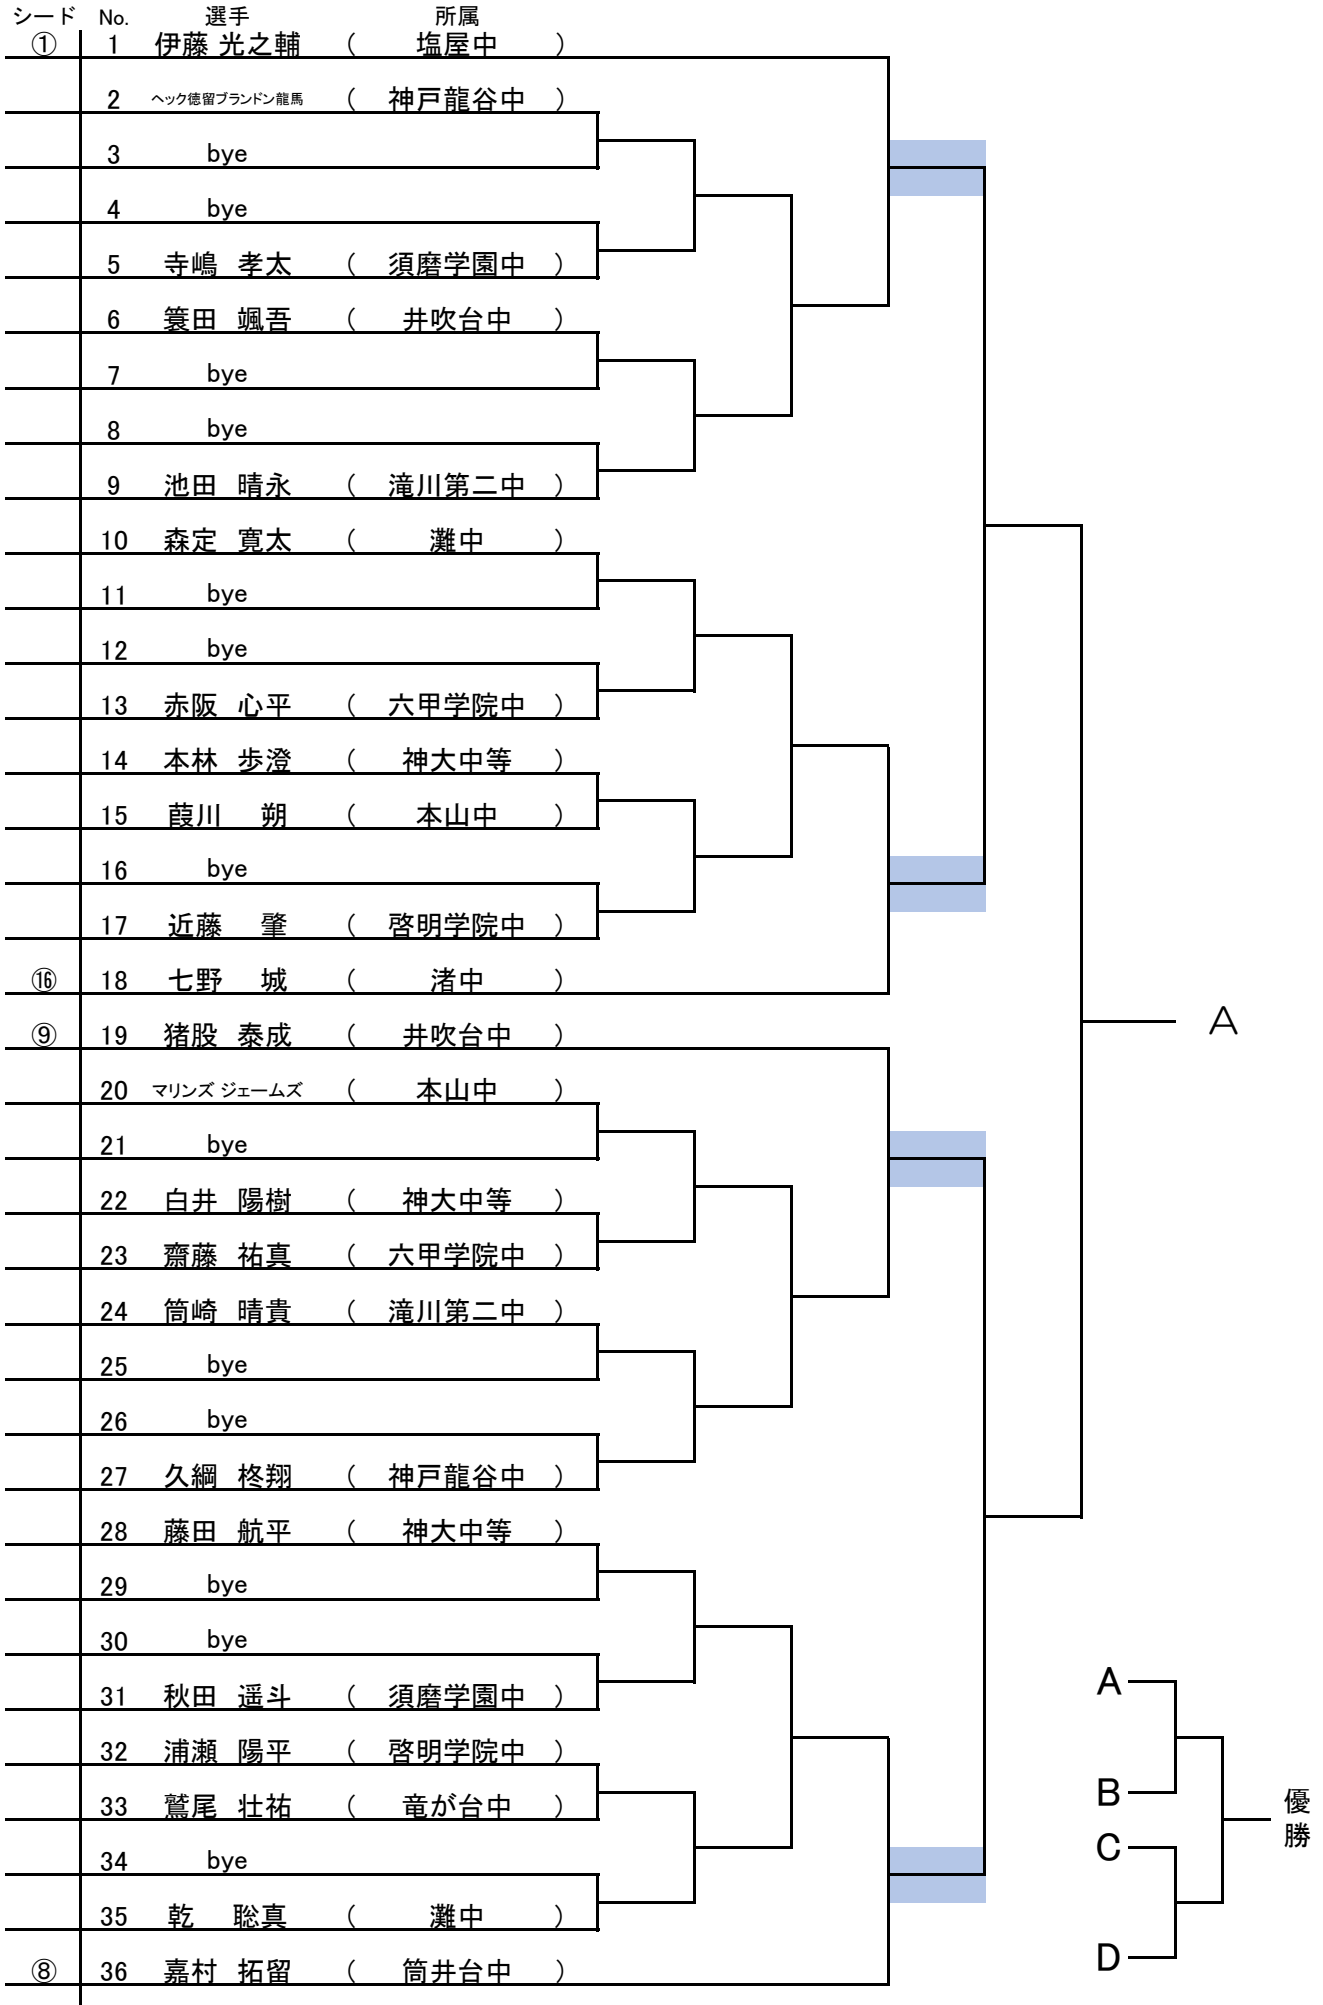 シード No. 選手 所属
① 1 伊藤 光之輔 （ 塩屋中 ）
2 ヘック徳留ブランドン龍馬 （ 神戸龍谷中 ）
3 bye
4 bye
5 寺嶋 孝太 （ 須磨学園中 ）
6 簑田 颯吾 （ 井吹台中 ）
7 bye
8 bye
9 池田 晴永 （ 滝川第二中 ）
10 森定 寛太 （ 灘中 ）
11 bye
12 bye
13 赤阪 心平 （ 六甲学院中 ）
14 本林 歩澄 （ 神大中等 ）
15 葭川 朔 （ 本山中 ）
16 bye
17 近藤 肇 （ 啓明学院中 ）
⑯ 18 七野 城 （ 渚中 ）
⑨ 19 猪股 泰成 （ 井吹台中 ）
A
20 マリンズ ジェームズ （ 本山中 ）
21 bye
22 白井 陽樹 （ 神大中等 ）
23 齋藤 祐真 （ 六甲学院中 ）
24 筒崎 晴貴 （ 滝川第二中 ）
25 bye
26 bye
27 久綱 柊翔 （ 神戸龍谷中 ）
28 藤田 航平 （ 神大中等 ）
29 bye
30 bye
31 秋田 遥斗 （ 須磨学園中 ）
32 浦瀬 陽平 （ 啓明学院中 ）
33 鷲尾 壮祐 （ 竜が台中 ）
34 bye
35 乾 聡真 （ 灘中 ）
⑧ 36 嘉村 拓留 （ 筒井台中 ）
A
B
C
D
優
勝